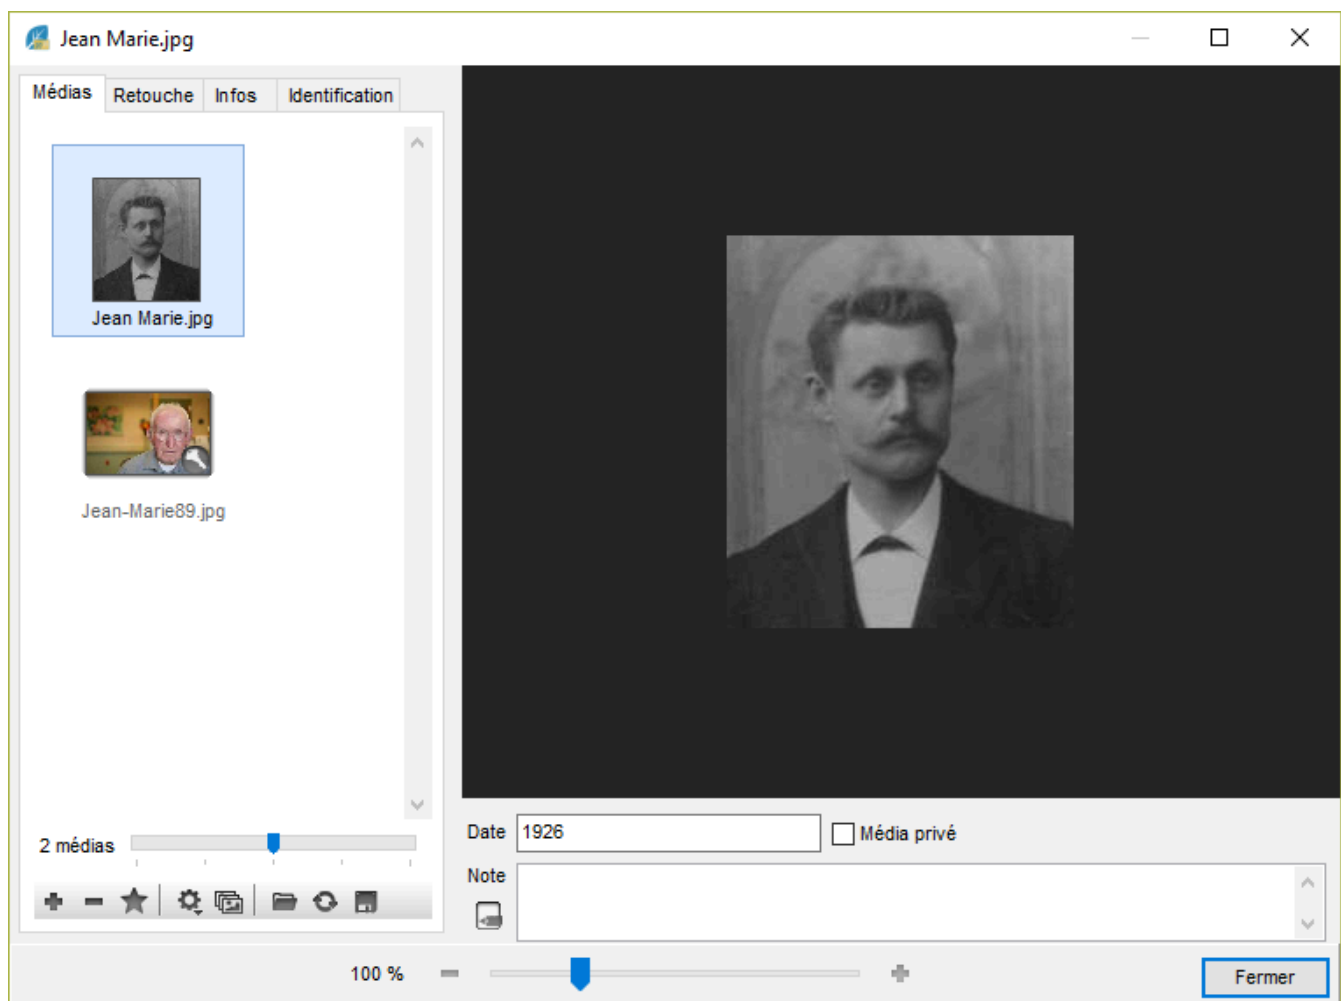 Jean Marie.jpg
Médias Retouche Infos Identification
Jean Marie.jpg
Jean-Marie89.jpg
2 médias
Date 1926 Média privé
Note
100 %
Fermer